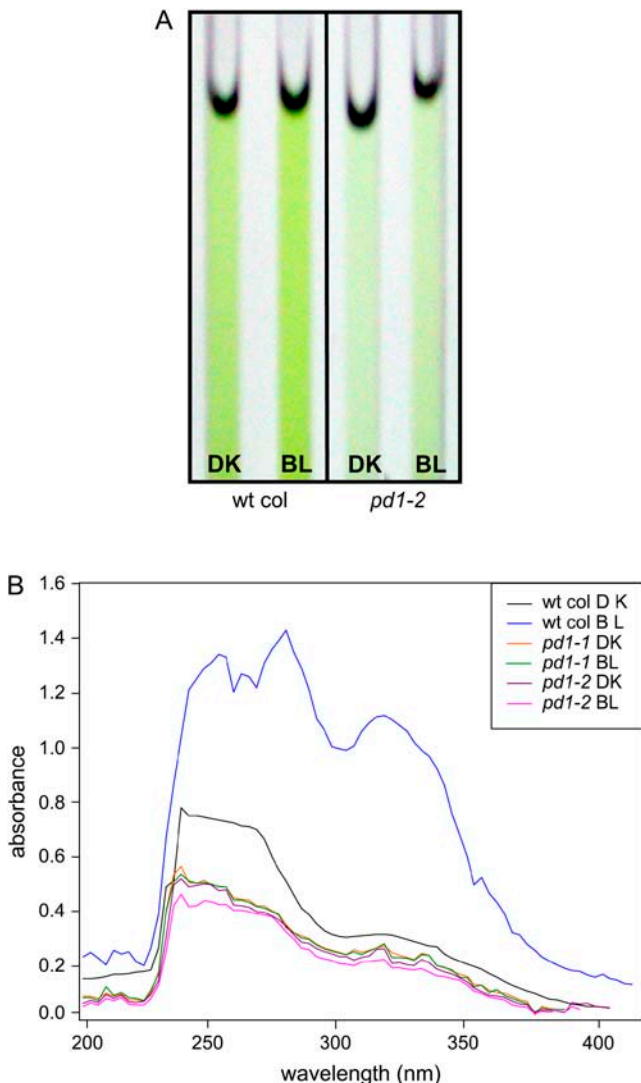 A
DK BL DK BL
wt col pd1-2
B
1.6
1.4
1.2
1.0
0.8
0.6
0.4
0.2
0.0
absorbance
wt col D K
wt col B L
pd1-1 DK
pd1-1 BL
pd1-2 DK
pd1-2 BL
200 250 300 350 400
wavelength (nm)